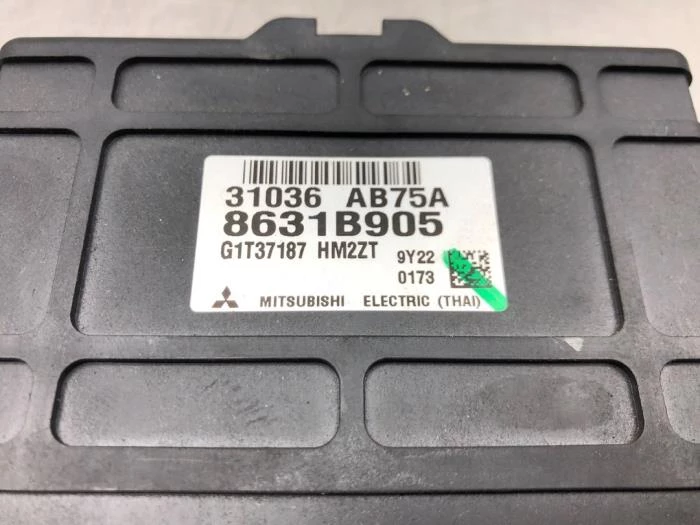 31036 AB75A
8631B905
G1T37187 HM2ZT 9Y22
0173
MITSUBISHI ELECTRIC (THAI)